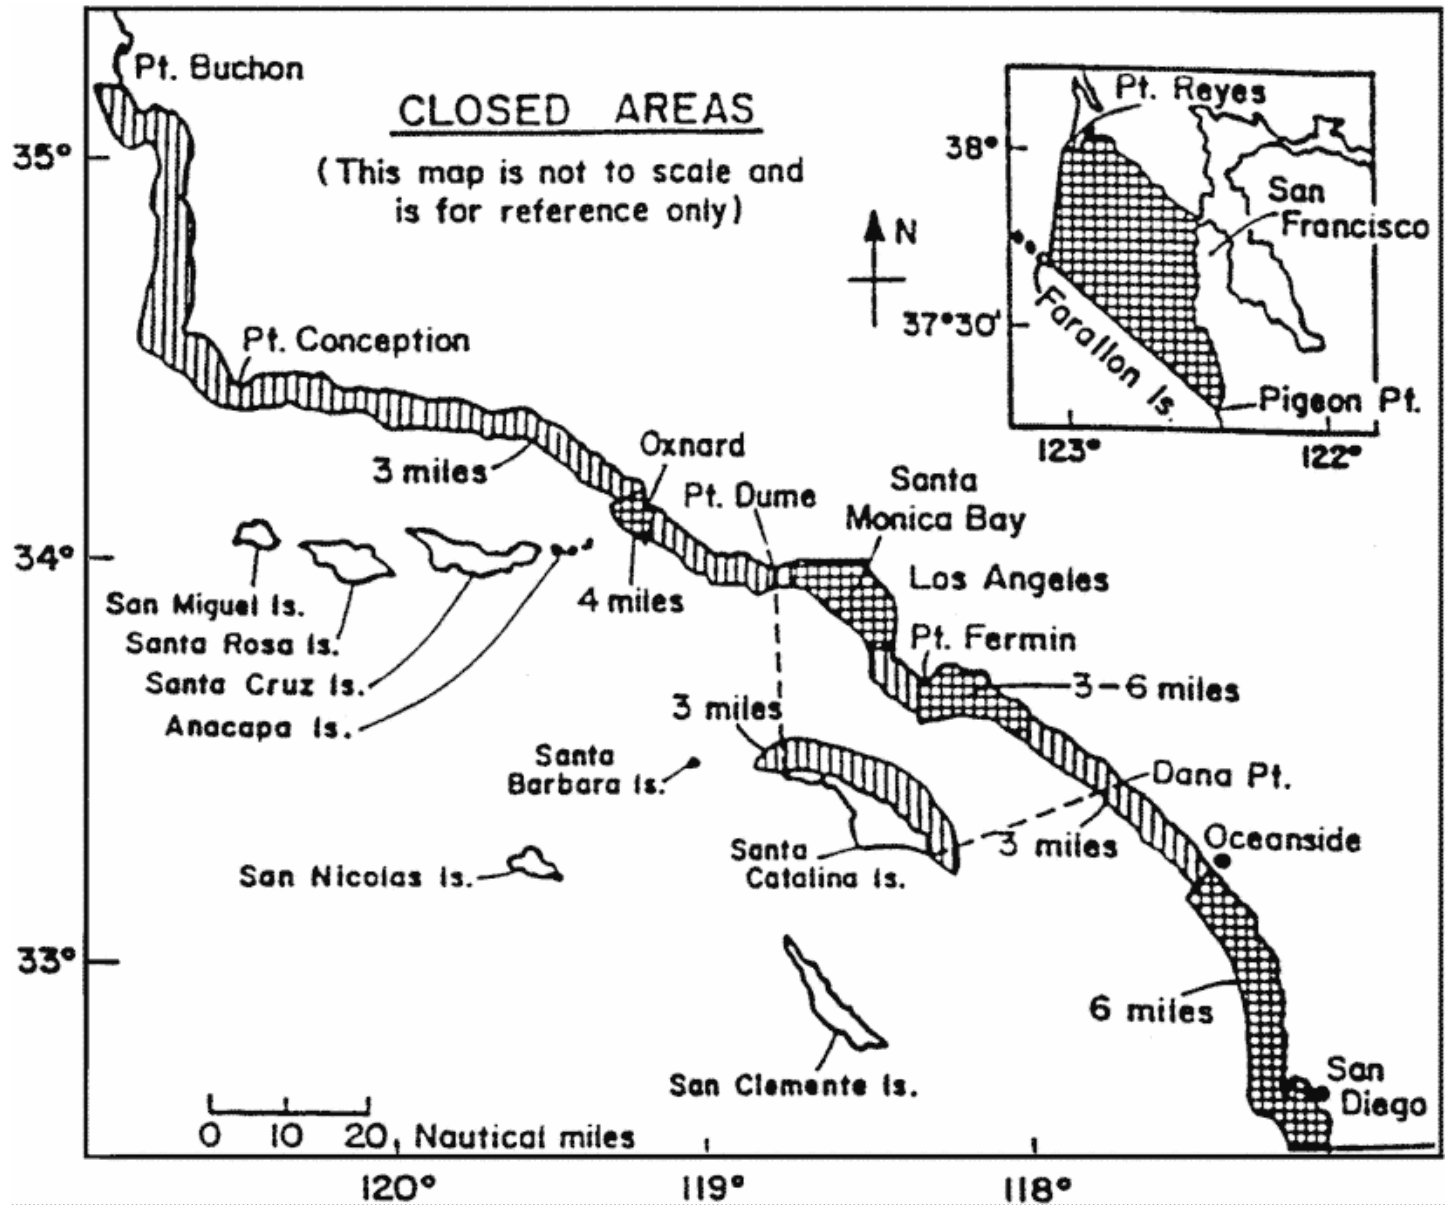 Pt. Buchon
CLOSED AREAS
(This map is not to scale and
is for reference only)
N
35°
Pt. Reyes
38°
San
Francisco
37°30'
Farallon Is.
Pigeon Pt.
123°
122°
Pt. Conception
3 miles
Oxnard
Pt. Dume
Santa
Monica Bay
34°
4 miles
Los Angeles
San Miguel Is.
Santa Rosa Is.
Santa Cruz Is.
Anacapa Is.
Pt. Fermin
3-6 miles
3 miles
Santa
Barbara Is.
Dana Pt.
Oceanside
3 miles
Santa
Catalina Is.
San Nicolas Is.
33°
6 miles
San Clemente Is.
San
Diego
0 10 20 Nautical miles
120°
119°
118°